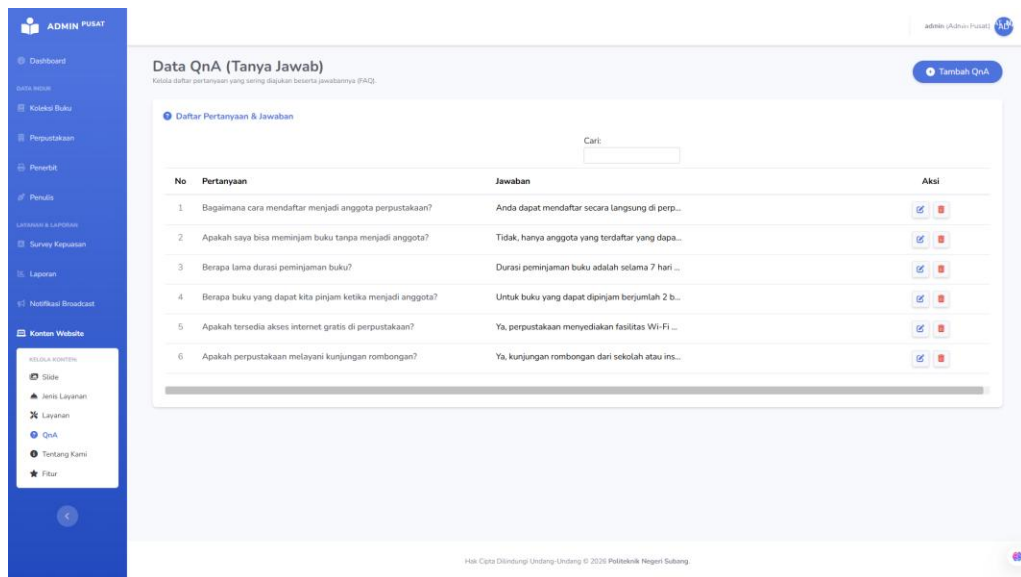 ADMIN PUSAT
admin (Admin Pusat)
Dashboard
DATA INDUK
Koleksi Buku
Perpustakaan
Penerbit
Penulis
LAYANAN & LAPORAN
Survey Kepuasan
Laporan
Notifikasi Broadcast
Konten Website
KELOLA KONTEN
Slide
Jenis Layanan
Layanan
QnA
Tentang Kami
Fitur
Data QnA (Tanya Jawab)
Kelola daftar pertanyaan yang sering diajukan beserta jawabannya (FAQ).
Tambah QnA
Daftar Pertanyaan & Jawaban
Cari:
No Pertanyaan Jawaban Aksi
1 Bagaimana cara mendaftar menjadi anggota perpustakaan? Anda dapat mendaftar secara langsung di perp...
2 Apakah saya bisa meminjam buku tanpa menjadi anggota? Tidak, hanya anggota yang terdaftar yang dapa...
3 Berapa lama durasi peminjaman buku? Durasi peminjaman buku adalah selama 7 hari ...
4 Berapa buku yang dapat kita pinjam ketika menjadi anggota? Untuk buku yang dapat dipinjam berjumlah 2 b...
5 Apakah tersedia akses internet gratis di perpustakaan? Ya, perpustakaan menyediakan fasilitas Wi-Fi ...
6 Apakah perpustakaan melayani kunjungan rombongan? Ya, kunjungan rombongan dari sekolah atau ins...
Hak Cipta Dilindungi Undang-Undang © 2026 Politeknik Negeri Subang.